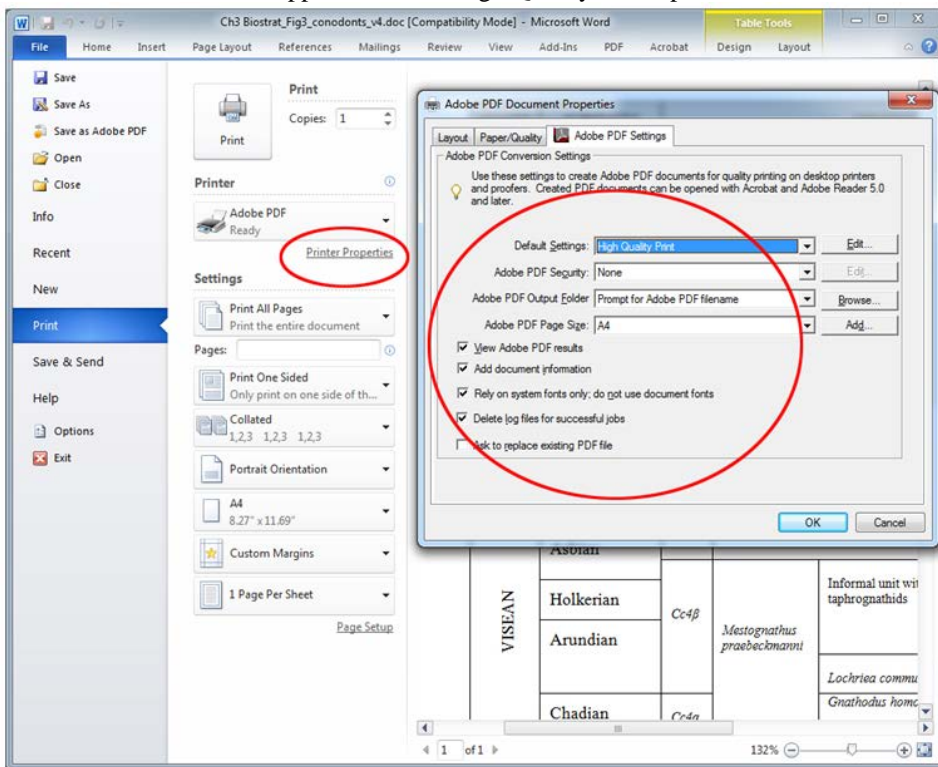 Ch3 Biostrat_Fig3_conodonts_v4.doc [Compatibility Mode] - Microsoft Word
Table Tools
File Home Insert Page Layout References Mailings Review View Add-Ins PDF Acrobat Design Layout
Save
Save As
Save as Adobe PDF
Open
Close
Info
Recent
New
Print
Save & Send
Help
Options
Exit
Print
Print
Copies: 1
Printer
Adobe PDF
Ready
Printer Properties
Settings
Print All Pages
Print the entire document
Pages:
Print One Sided
Only print on one side of th...
Collated
1,2,3 1,2,3 1,2,3
Portrait Orientation
A4
8.27" x 11.69"
Custom Margins
1 Page Per Sheet
Page Setup
Adobe PDF Document Properties
Layout Paper/Quality Adobe PDF Settings
Adobe PDF Conversion Settings
Use these settings to create Adobe PDF documents for quality printing on desktop printers
and proofers. Created PDF documents can be opened with Acrobat and Adobe Reader 5.0
and later.
Default Settings: High Quality Print Edit...
Adobe PDF Security: None Edit...
Adobe PDF Output Folder Prompt for Adobe PDF filename Browse...
Adobe PDF Page Size: A4 Add...
View Adobe PDF results
Add document information
Rely on system fonts only; do not use document fonts
Delete log files for successful jobs
Ask to replace existing PDF file
OK Cancel
VISEAN
Asbian
Holkerian
Arundian
Chadian
Cc4β
Cc4α
Mestognathus
praebeckmanni
Informal unit wit
taphrognathids
Lochriea commu
Gnathodus homo
1 of 1
132%